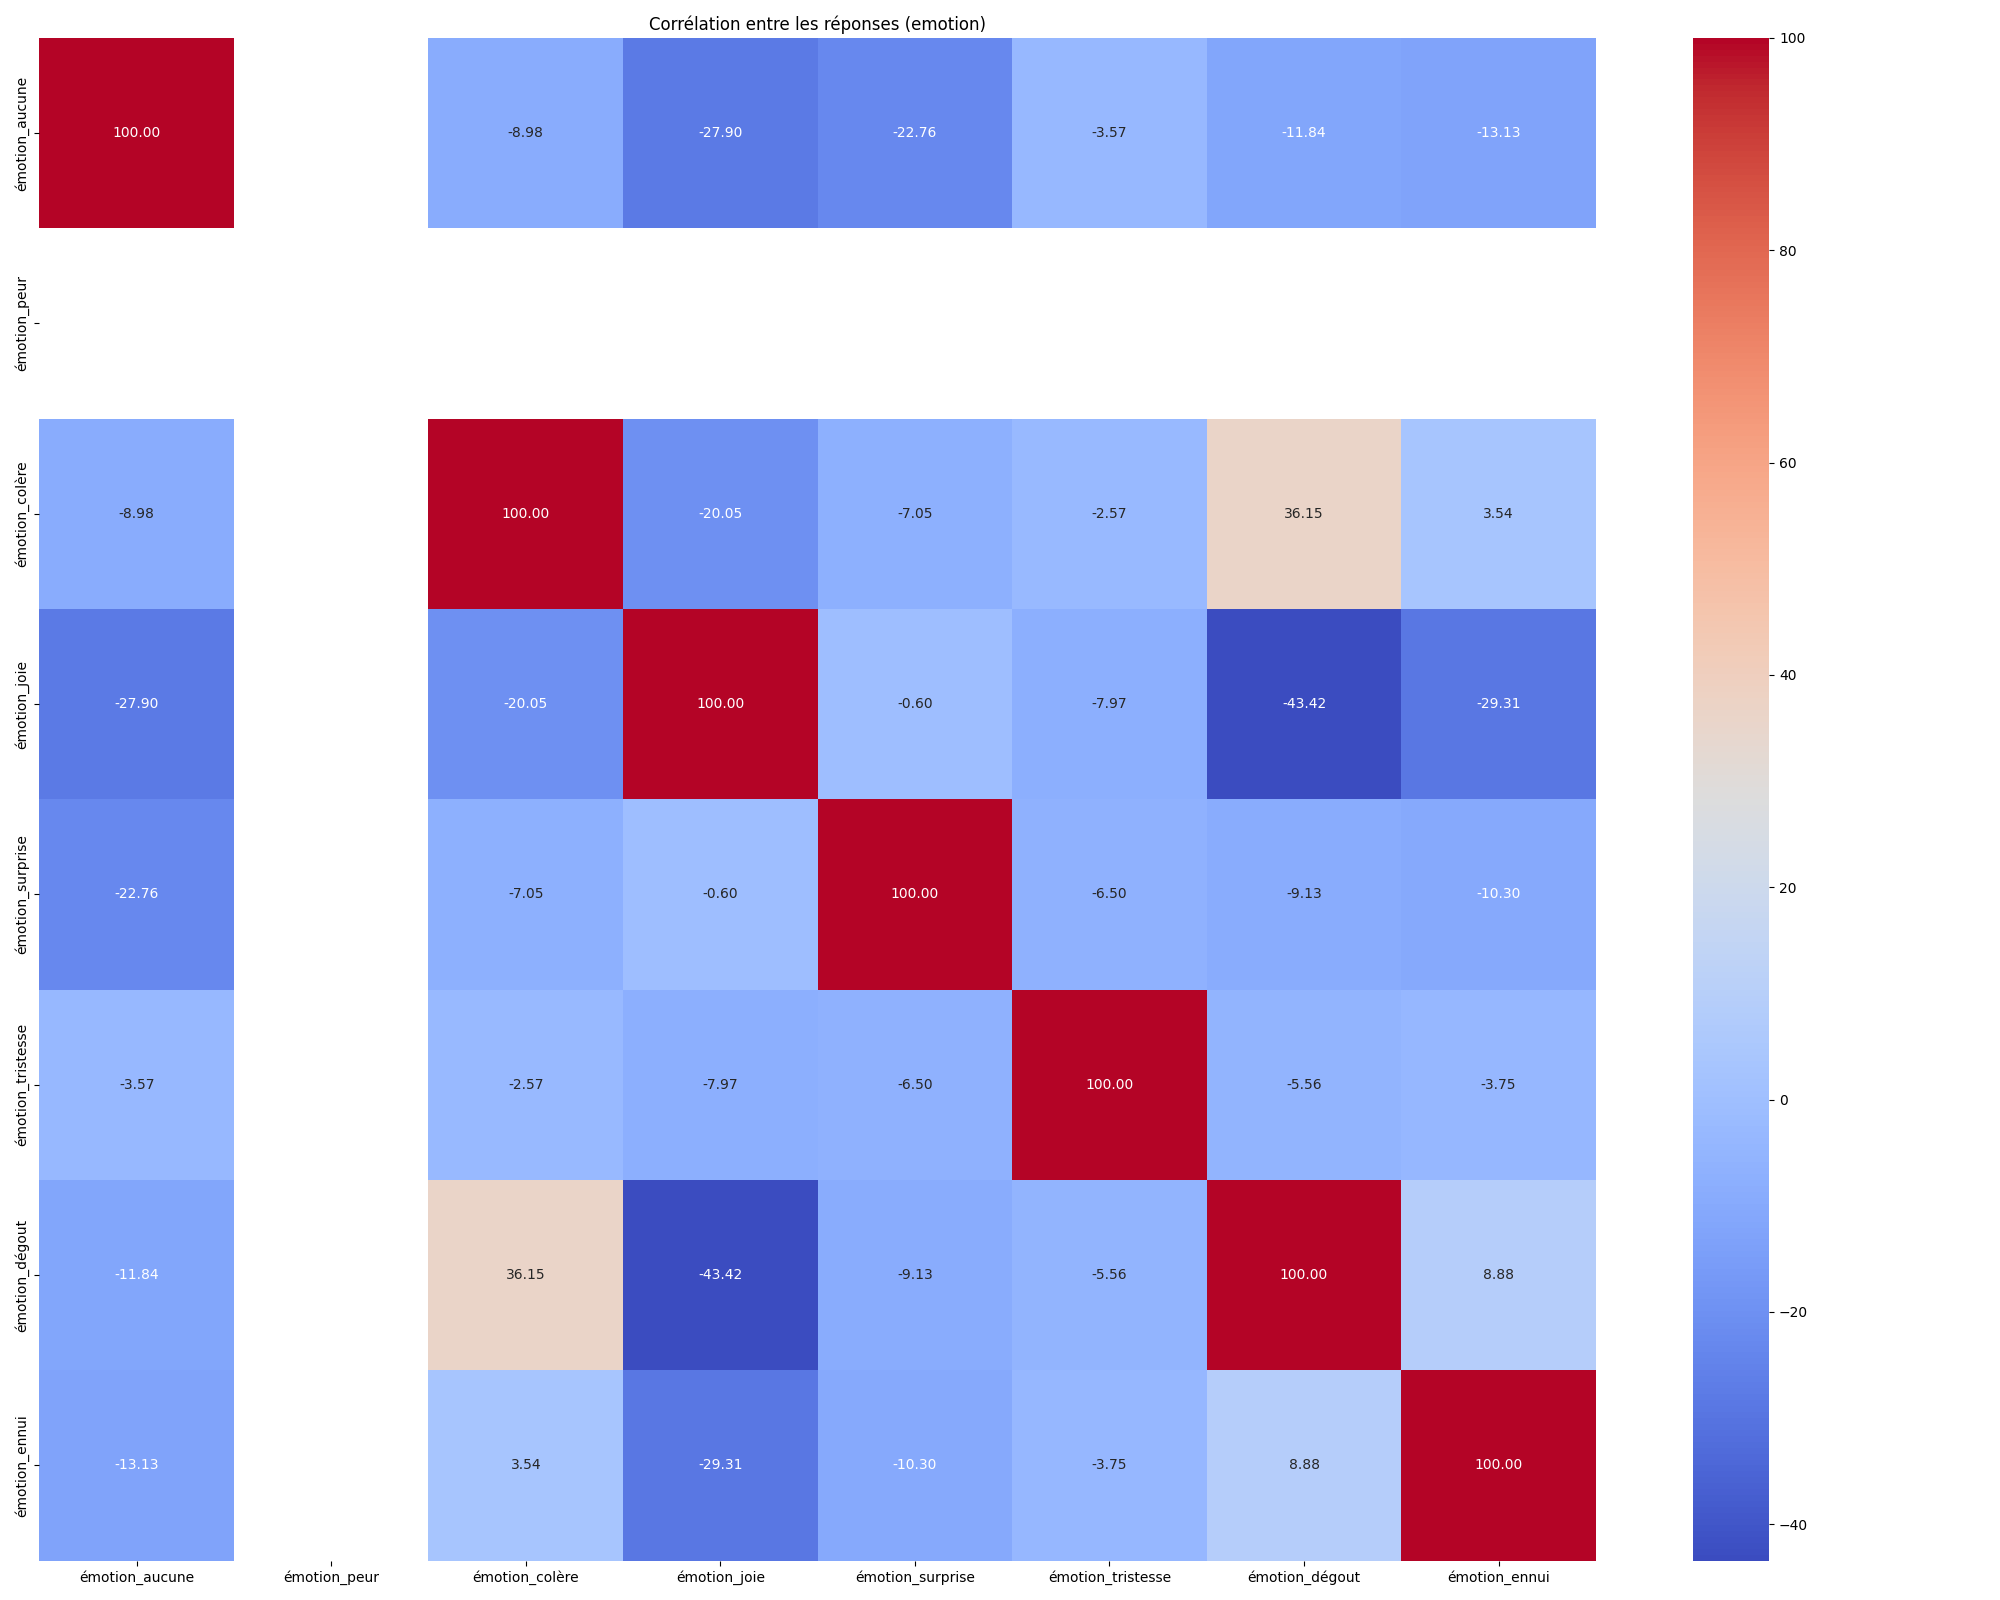 Corrélation entre les réponses (emotion)
émotion_aucune
100.00 -8.98 -27.90 -22.76 -3.57 -11.84 -13.13
émotion_peur
émotion_colère
-8.98 100.00 -20.05 -7.05 -2.57 36.15 3.54
émotion_joie
-27.90 -20.05 100.00 -0.60 -7.97 -43.42 -29.31
émotion_surprise
-22.76 -7.05 -0.60 100.00 -6.50 -9.13 -10.30
émotion_tristesse
-3.57 -2.57 -7.97 -6.50 100.00 -5.56 -3.75
émotion_dégout
-11.84 36.15 -43.42 -9.13 -5.56 100.00 8.88
émotion_ennui
-13.13 3.54 -29.31 -10.30 -3.75 8.88 100.00
émotion_aucune émotion_peur émotion_colère émotion_joie émotion_surprise émotion_tristesse émotion_dégout émotion_ennui
100
80
60
40
20
0
−20
−40